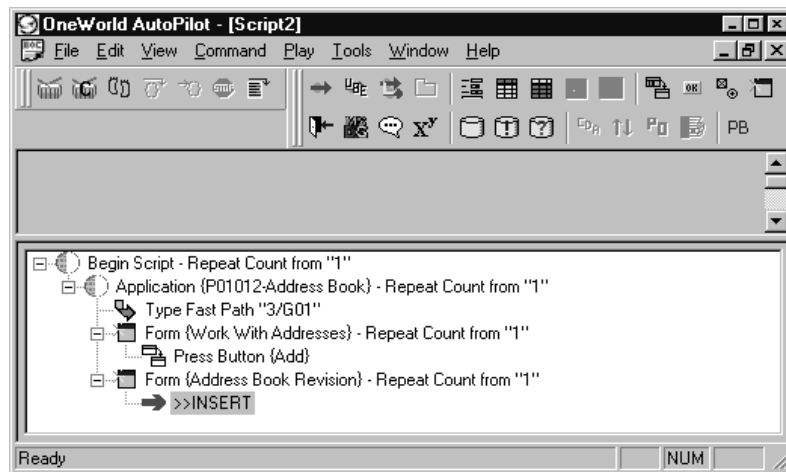 OneWorld AutoPilot - [Script2]
File Edit View Command Play Tools Window Help
UBE OK
PB
Begin Script - Repeat Count from "1"
Application {P01012-Address Book} - Repeat Count from "1"
Type Fast Path "3/G01"
Form {Work With Addresses} - Repeat Count from "1"
Press Button {Add}
Form {Address Book Revision} - Repeat Count from "1"
>>INSERT
Ready NUM